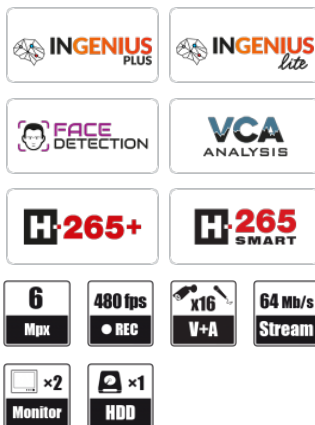 INGENIUS
PLUS
INGENIUS
lite
FACE
DETECTION
VCA
ANALYSIS
H.265+
H.265
SMART
6
Mpx
480 fps
● REC
x16
V+A
64 Mb/s
Stream
×2
Monitor
×1
HDD